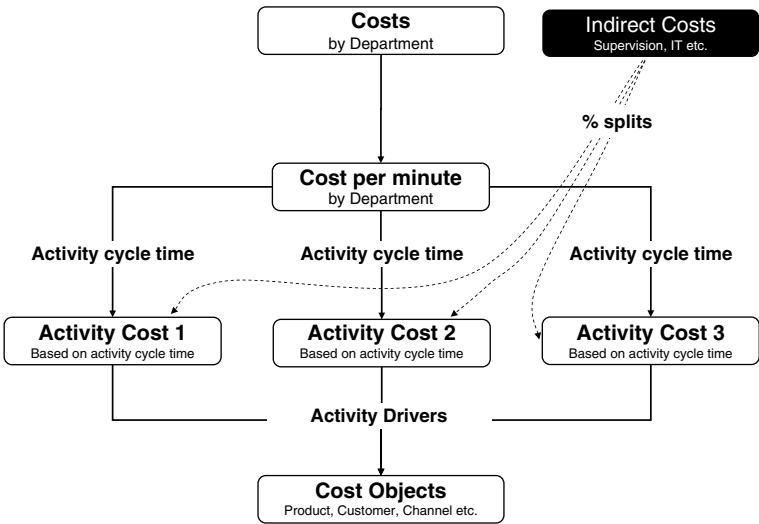 Costs
by Department
Indirect Costs
Supervision, IT etc.
% splits
Cost per minute
by Department
Activity cycle time
Activity cycle time
Activity cycle time
Activity Cost 1
Based on activity cycle time
Activity Cost 2
Based on activity cycle time
Activity Cost 3
Based on activity cycle time
Activity Drivers
Cost Objects
Product, Customer, Channel etc.